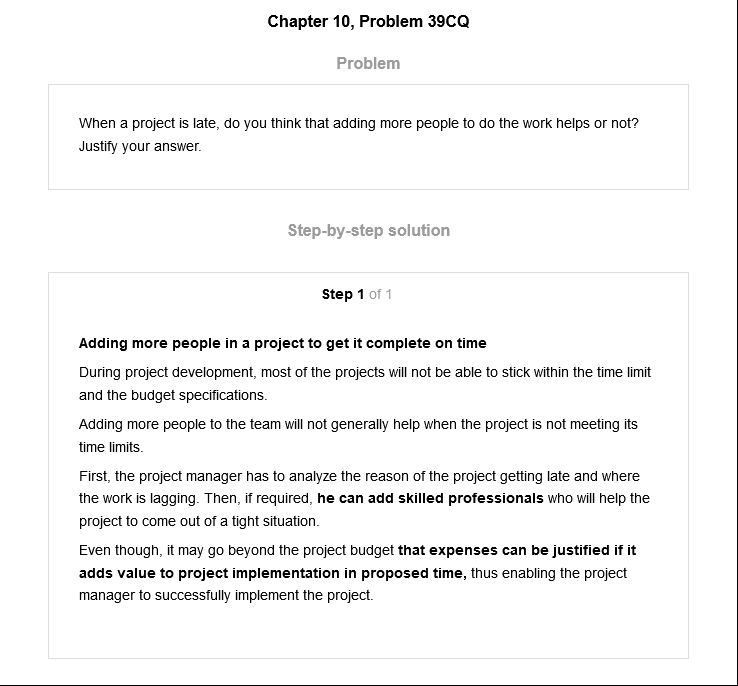 Chapter 10, Problem 39CQ
Problem
When a project is late, do you think that adding more people to do the work helps or not?
Justify your answer.
Step-by-step solution
Step 1 of 1
Adding more people in a project to get it complete on time
During project development, most of the projects will not be able to stick within the time limit
and the budget specifications.
Adding more people to the team will not generally help when the project is not meeting its
time limits.
First, the project manager has to analyze the reason of the project getting late and where
the work is lagging. Then, if required, he can add skilled professionals who will help the
project to come out of a tight situation.
Even though, it may go beyond the project budget that expenses can be justified if it
adds value to project implementation in proposed time, thus enabling the project
manager to successfully implement the project.